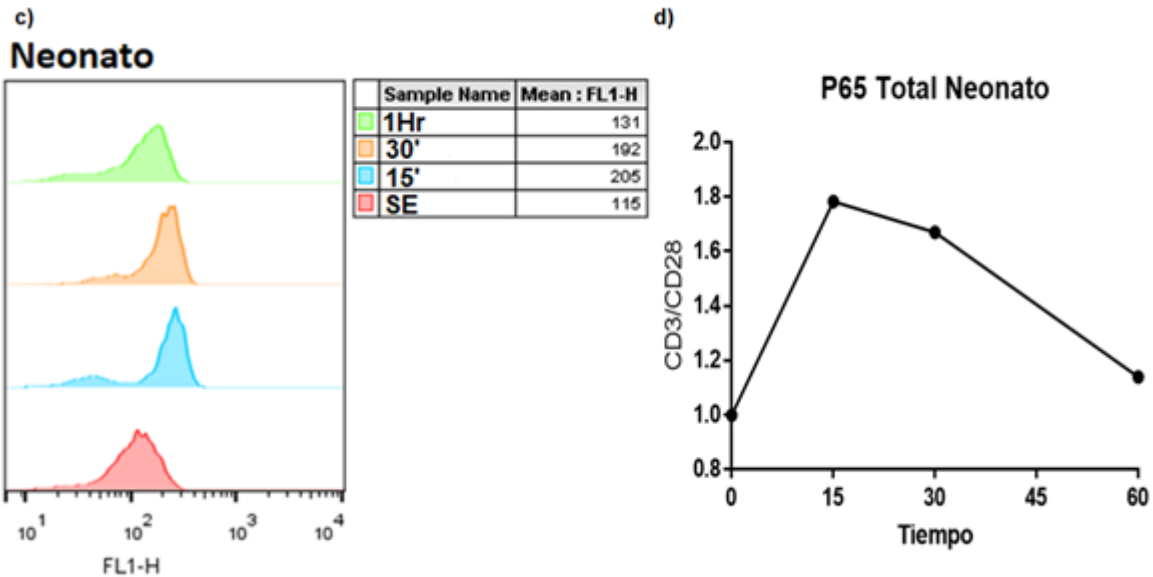 c)
Neonato
Sample Name Mean : FL1-H
1Hr 131
30' 192
15' 205
SE 115
10^1 10^2 10^3 10^4
FL1-H
d)
P65 Total Neonato
CD3/CD28
2.0
1.8
1.6
1.4
1.2
1.0
0.8
0 15 30 45 60
Tiempo